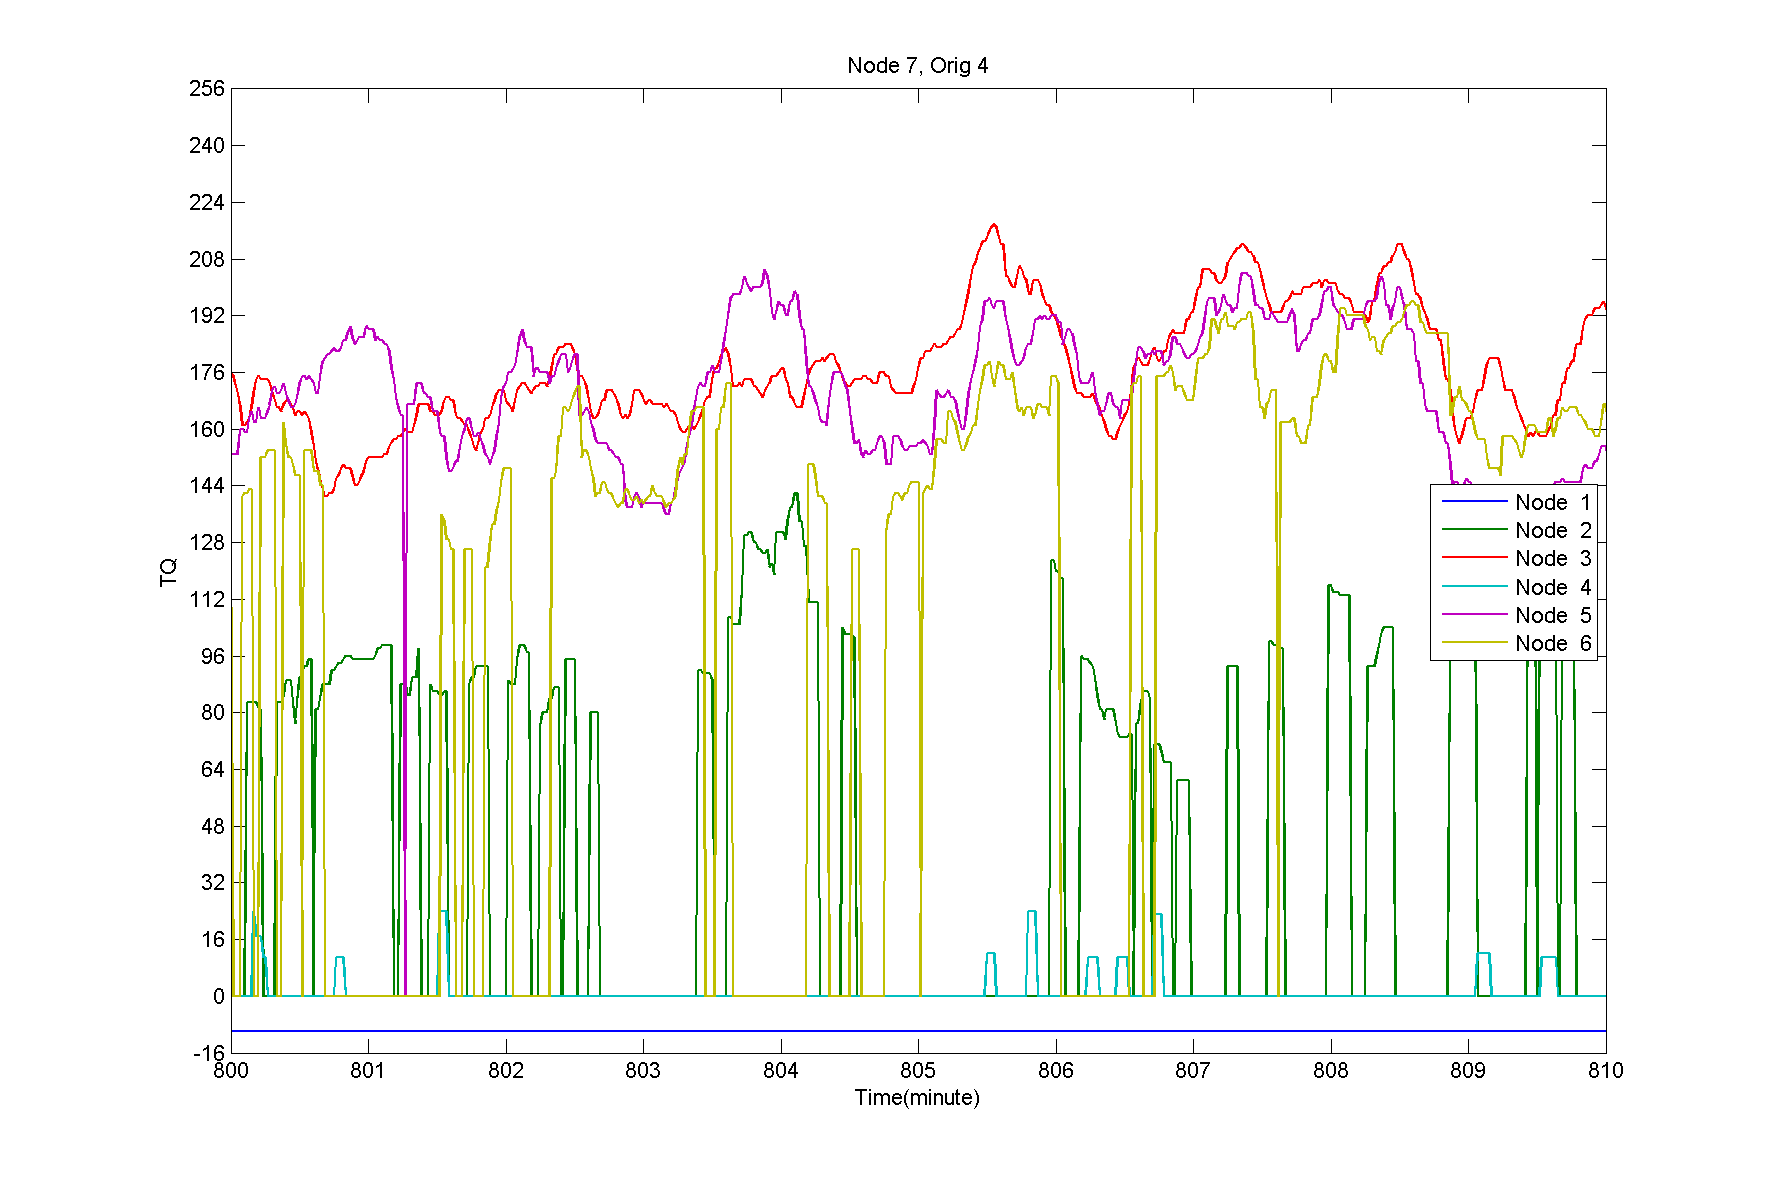 Node 7, Orig 4
256
240
224
208
192
176
160
144
128
112
96
80
64
48
32
16
0
-16
TQ
800 801 802 803 804 805 806 807 808 809 810
Time(minute)
Node 1
Node 2
Node 3
Node 4
Node 5
Node 6